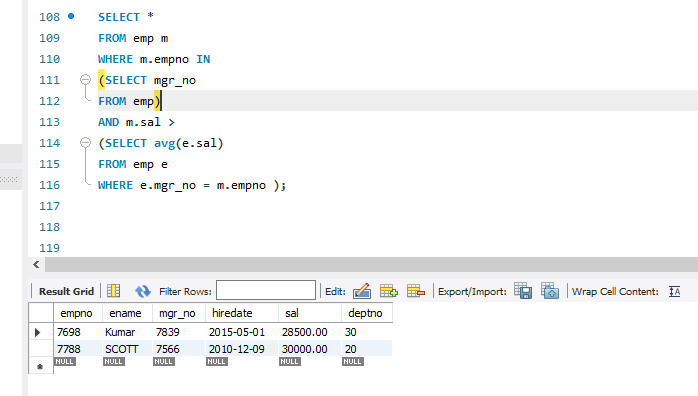 108 SELECT *
109 FROM emp m
110 WHERE m.empno IN
111 (SELECT mgr_no
112 FROM emp)
113 AND m.sal >
114 (SELECT avg(e.sal)
115 FROM emp e
116 WHERE e.mgr_no = m.empno );
117
118
119
Result Grid Filter Rows: Edit: Export/Import: Wrap Cell Content: IA
empno ename mgr_no hiredate sal deptno
7698 Kumar 7839 2015-05-01 28500.00 30
7788 SCOTT 7566 2010-12-09 30000.00 20
NULL NULL NULL NULL NULL NULL